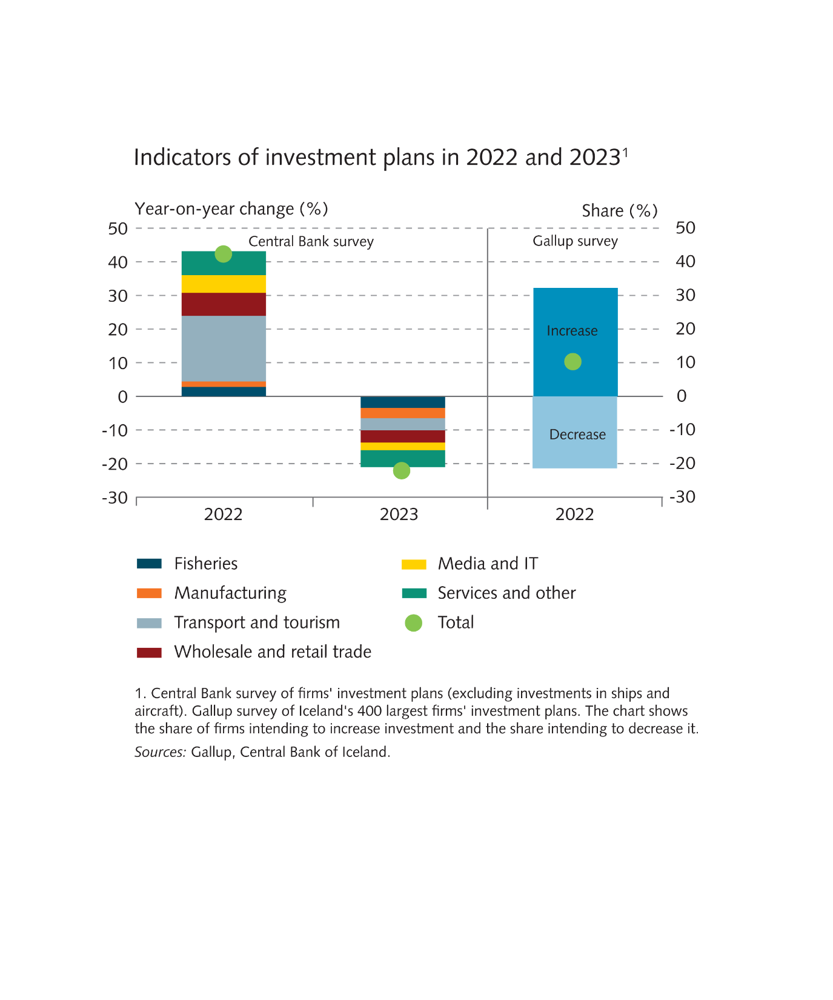 Indicators of investment plans in 2022 and 2023¹
Year-on-year change (%)
Share (%)
50
40
30
20
10
0
-10
-20
-30
Central Bank survey
Gallup survey
Increase
Decrease
50
40
30
20
10
0
-10
-20
-30
2022
2023
2022
Fisheries
Manufacturing
Transport and tourism
Wholesale and retail trade
Media and IT
Services and other
Total
1. Central Bank survey of firms' investment plans (excluding investments in ships and
aircraft). Gallup survey of Iceland's 400 largest firms' investment plans. The chart shows
the share of firms intending to increase investment and the share intending to decrease it.
Sources: Gallup, Central Bank of Iceland.